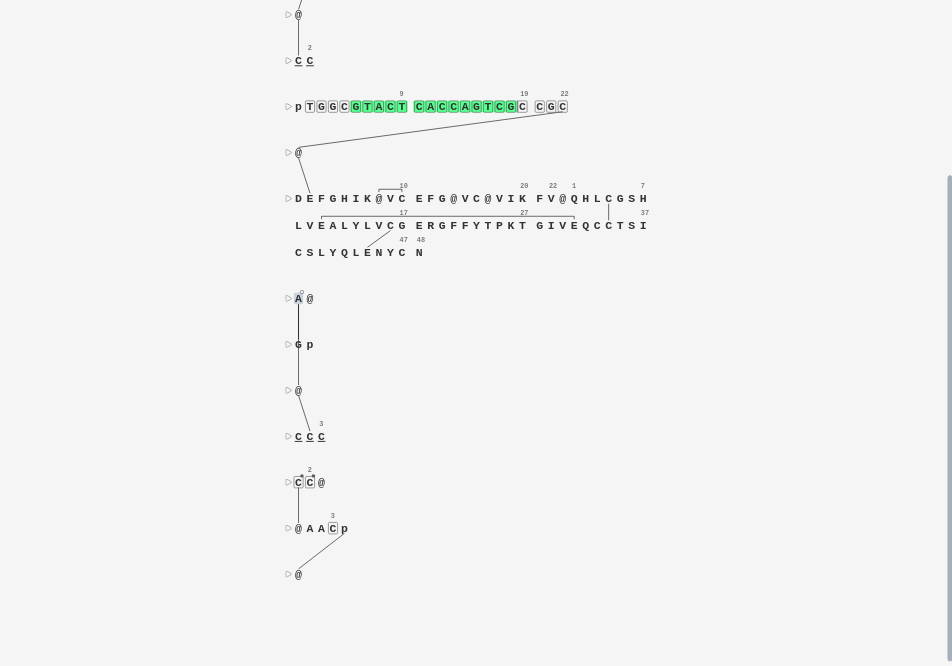 @
2
C C
9 19 22
p T G G C G T A C T C A C C A G T C G C C G C
@
10 20 22 1 7
D E F G H I K @ V C E F G @ V C @ V I K F V @ Q H L C G S H
17 27 37
L V E A L Y L V C G E R G F F Y T P K T G I V E Q C C T S I
47 48
C S L Y Q L E N Y C N
A @
G p
@
3
C C C
2
C C @
3
@ A A C p
@